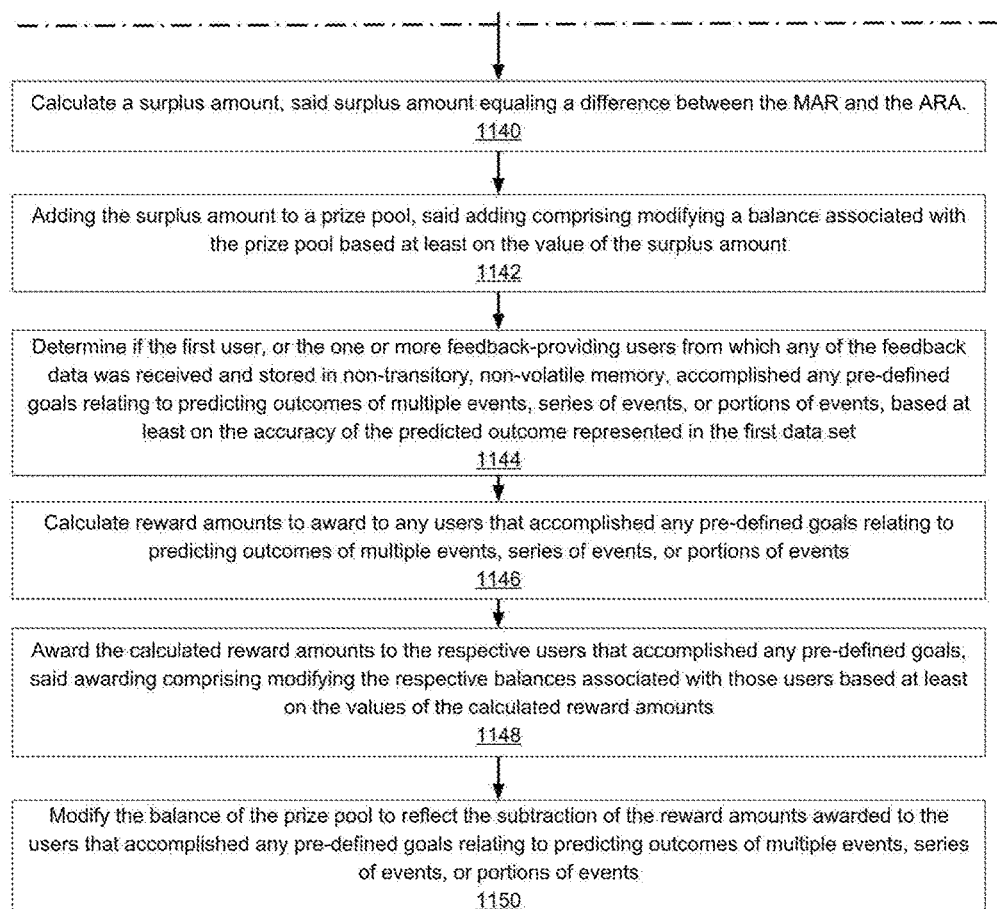 Calculate a surplus amount, said surplus amount equaling a difference between the MAR and the ARA.
1140
Adding the surplus amount to a prize pool, said adding comprising modifying a balance associated with
the prize pool based at least on the value of the surplus amount
1142
Determine if the first user, or the one or more feedback-providing users from which any of the feedback
data was received and stored in non-transitory, non-volatile memory, accomplished any pre-defined
goals relating to predicting outcomes of multiple events, series of events, or portions of events, based at
least on the accuracy of the predicted outcome represented in the first data set
1144
Calculate reward amounts to award to any users that accomplished any pre-defined goals relating to
predicting outcomes of multiple events, series of events, or portions of events
1146
Award the calculated reward amounts to the respective users that accomplished any pre-defined goals,
said awarding comprising modifying the respective balances associated with those users based at least
on the values of the calculated reward amounts
1148
Modify the balance of the prize pool to reflect the subtraction of the reward amounts awarded to the
users that accomplished any pre-defined goals relating to predicting outcomes of multiple events, series
of events, or portions of events
1150